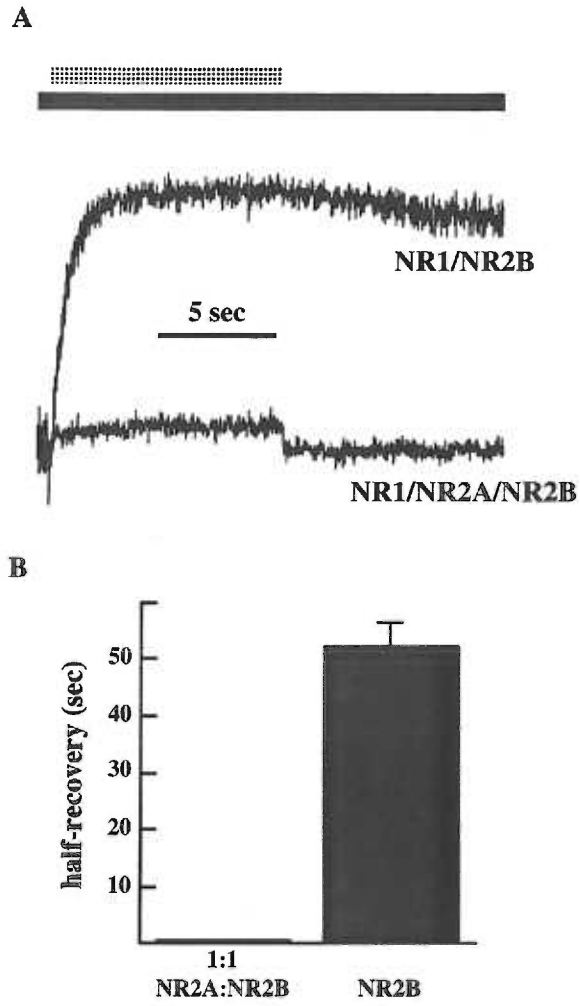 A
NR1/NR2B
5 sec
NR1/NR2A/NR2B
B
half-recovery (sec)
50
40
30
20
10
1:1
NR2A:NR2B
NR2B